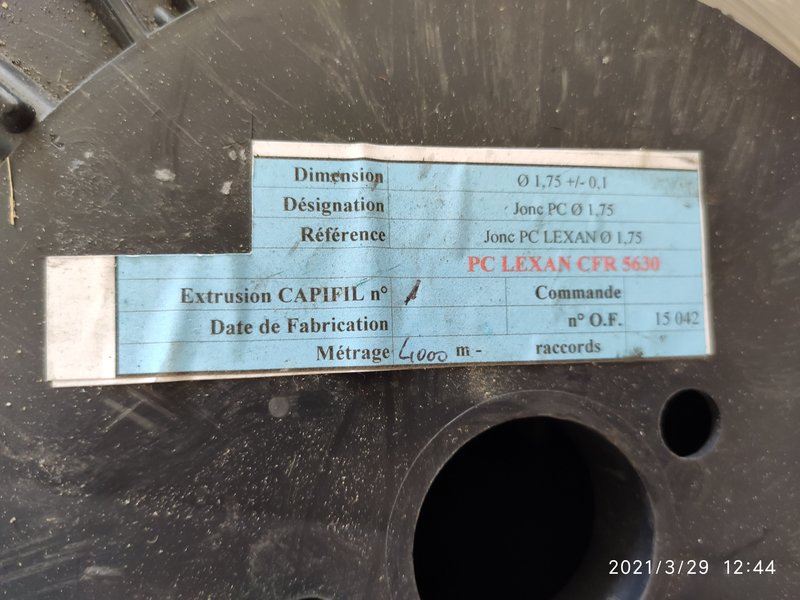 Dimension Ø 1,75 +/- 0,1
Désignation Jonc PC Ø 1,75
Référence Jonc PC LEXAN Ø 1,75
PC LEXAN CFR 5630
Extrusion CAPIFIL n° 1 Commande
Date de Fabrication n° O.F. 15 042
Métrage 4000 m - raccords
2021/3/29 12:44